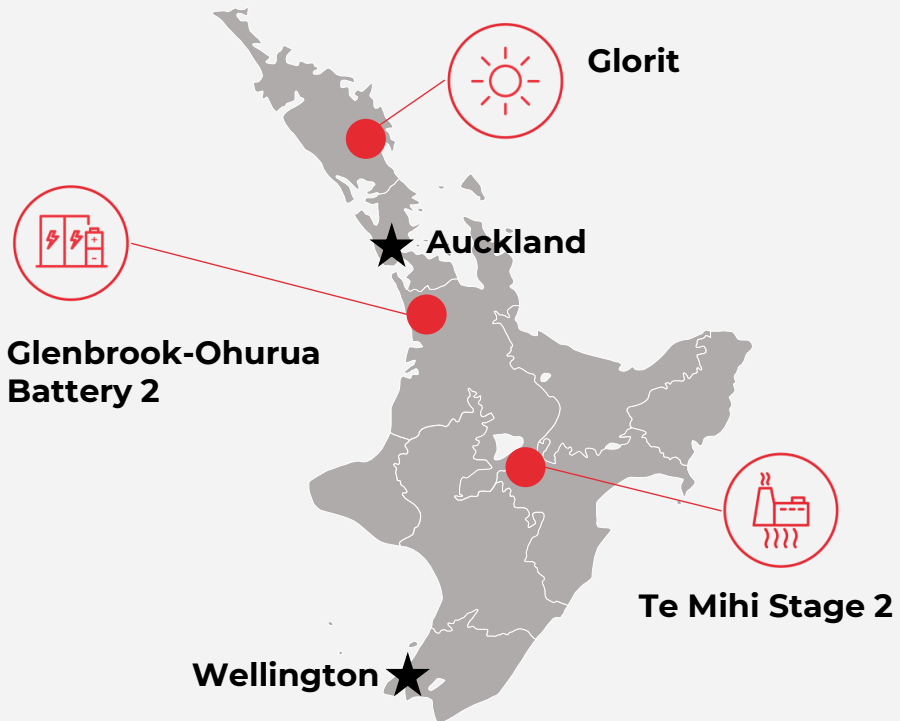 Glorit
Auckland
Glenbrook-Ohurua
Battery 2
Te Mihi Stage 2
Wellington